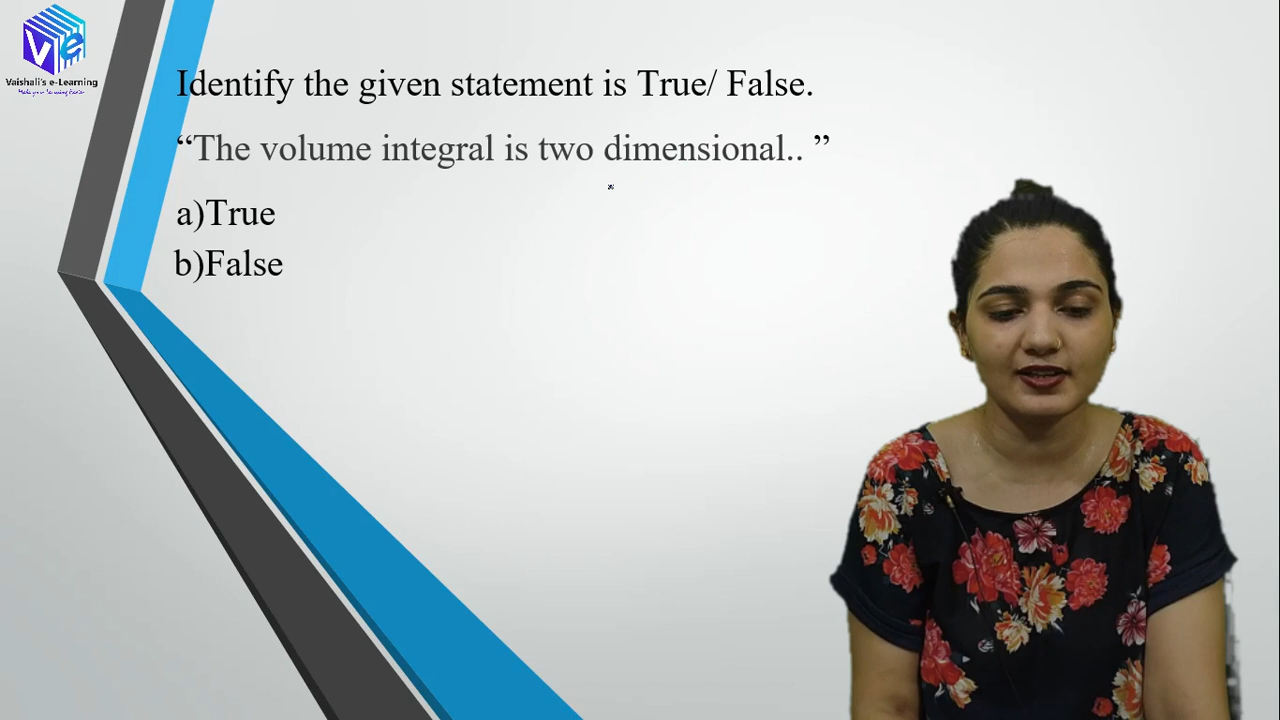 Vaishali's e-Learning
Identify the given statement is True/ False.
“The volume integral is two dimensional.. ”
a)True
b)False